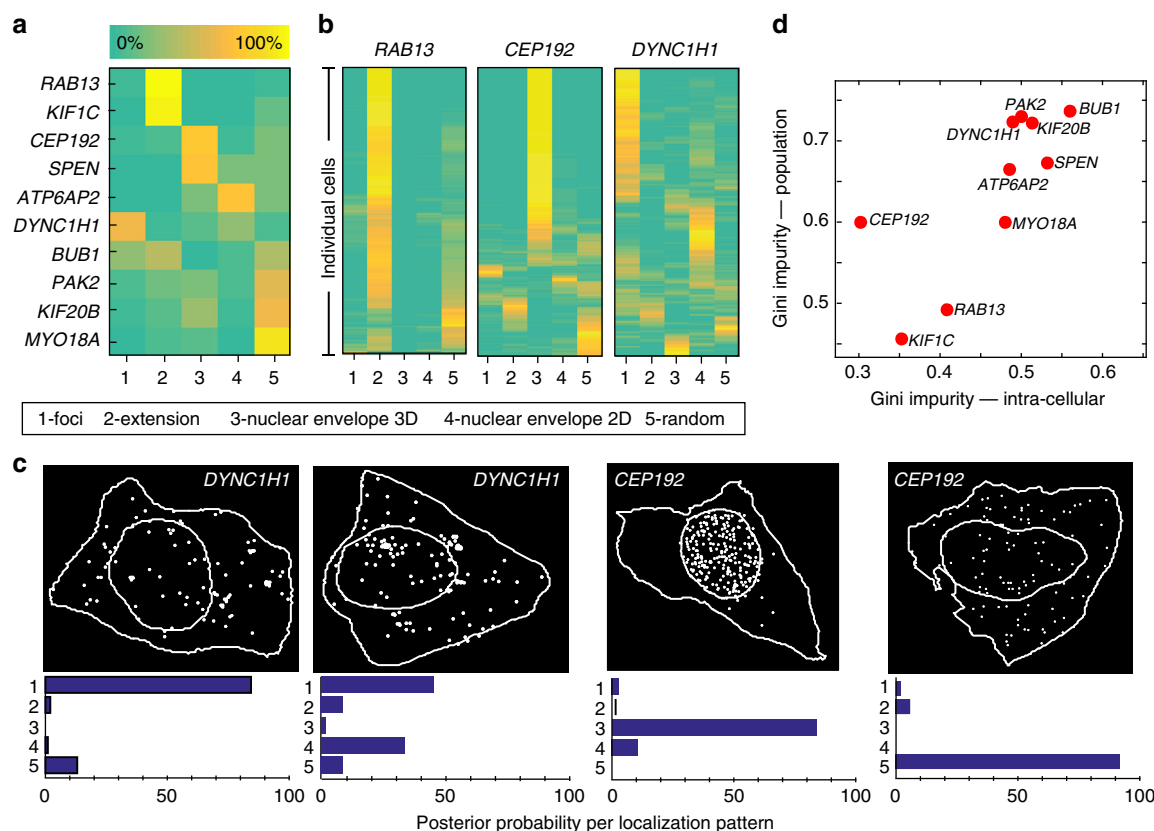 a
0% 100%
RAB13
KIF1C
CEP192
SPEN
ATP6AP2
DYNC1H1
BUB1
PAK2
KIF20B
MYO18A
1 2 3 4 5
b
RAB13 CEP192 DYNC1H1
Individual cells
1 2 3 4 5 1 2 3 4 5 1 2 3 4 5
1-foci 2-extension 3-nuclear envelope 3D 4-nuclear envelope 2D 5-random
d
Gini impurity — population
0.7
0.6
0.5
PAK2
BUB1
DYNC1H1
KIF20B
SPEN
ATP6AP2
CEP192
MYO18A
RAB13
KIF1C
0.3 0.4 0.5 0.6
Gini impurity — intra-cellular
c
DYNC1H1 DYNC1H1 CEP192 CEP192
1 1 1 1
2 2 2 2
3 3 3 3
4 4 4 4
5 5 5 5
0 50 100 0 50 100 0 50 100 0 50 100
Posterior probability per localization pattern